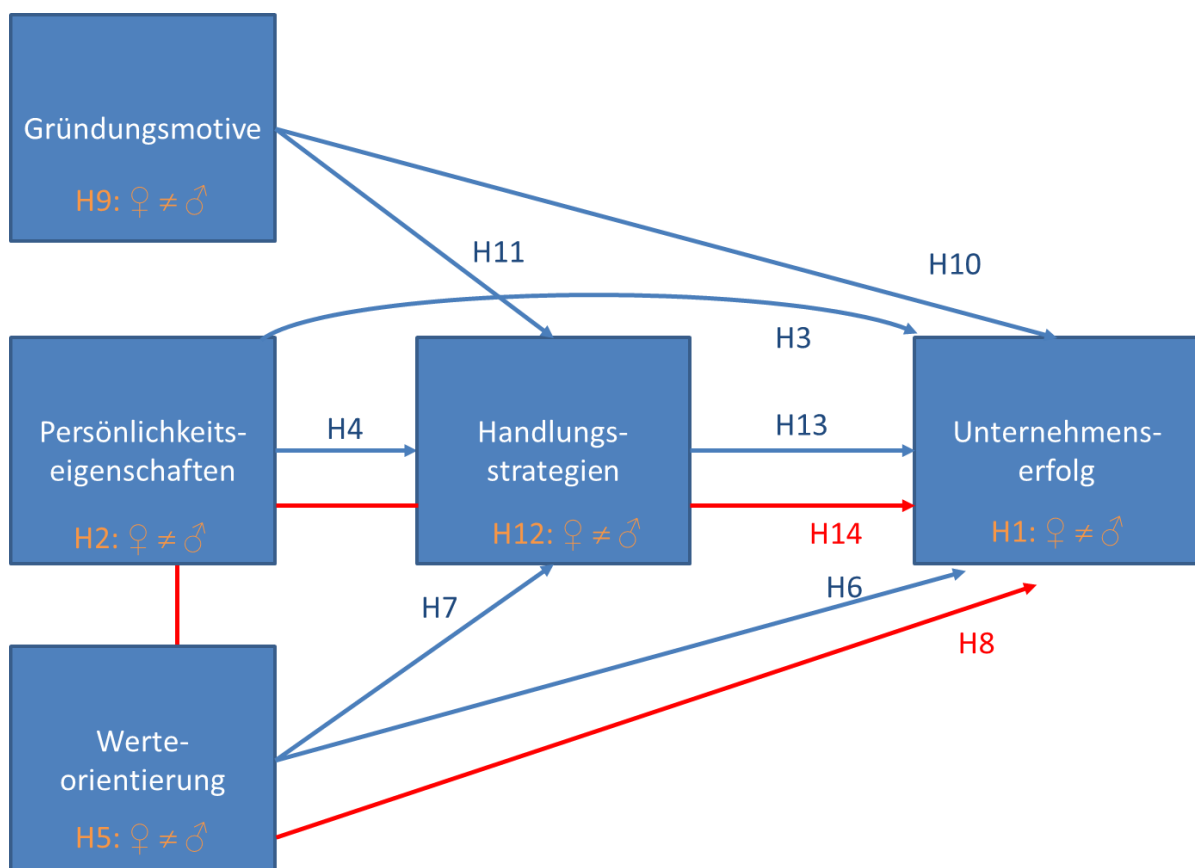 Gründungsmotive
H9: ♀ ≠ ♂
H11
H10
H3
Persönlichkeits-
eigenschaften
H2: ♀ ≠ ♂
H4
Handlungs-
strategien
H12: ♀ ≠ ♂
H13
H14
Unternehmens-
erfolg
H1: ♀ ≠ ♂
H7
H6
H8
Werte-
orientierung
H5: ♀ ≠ ♂